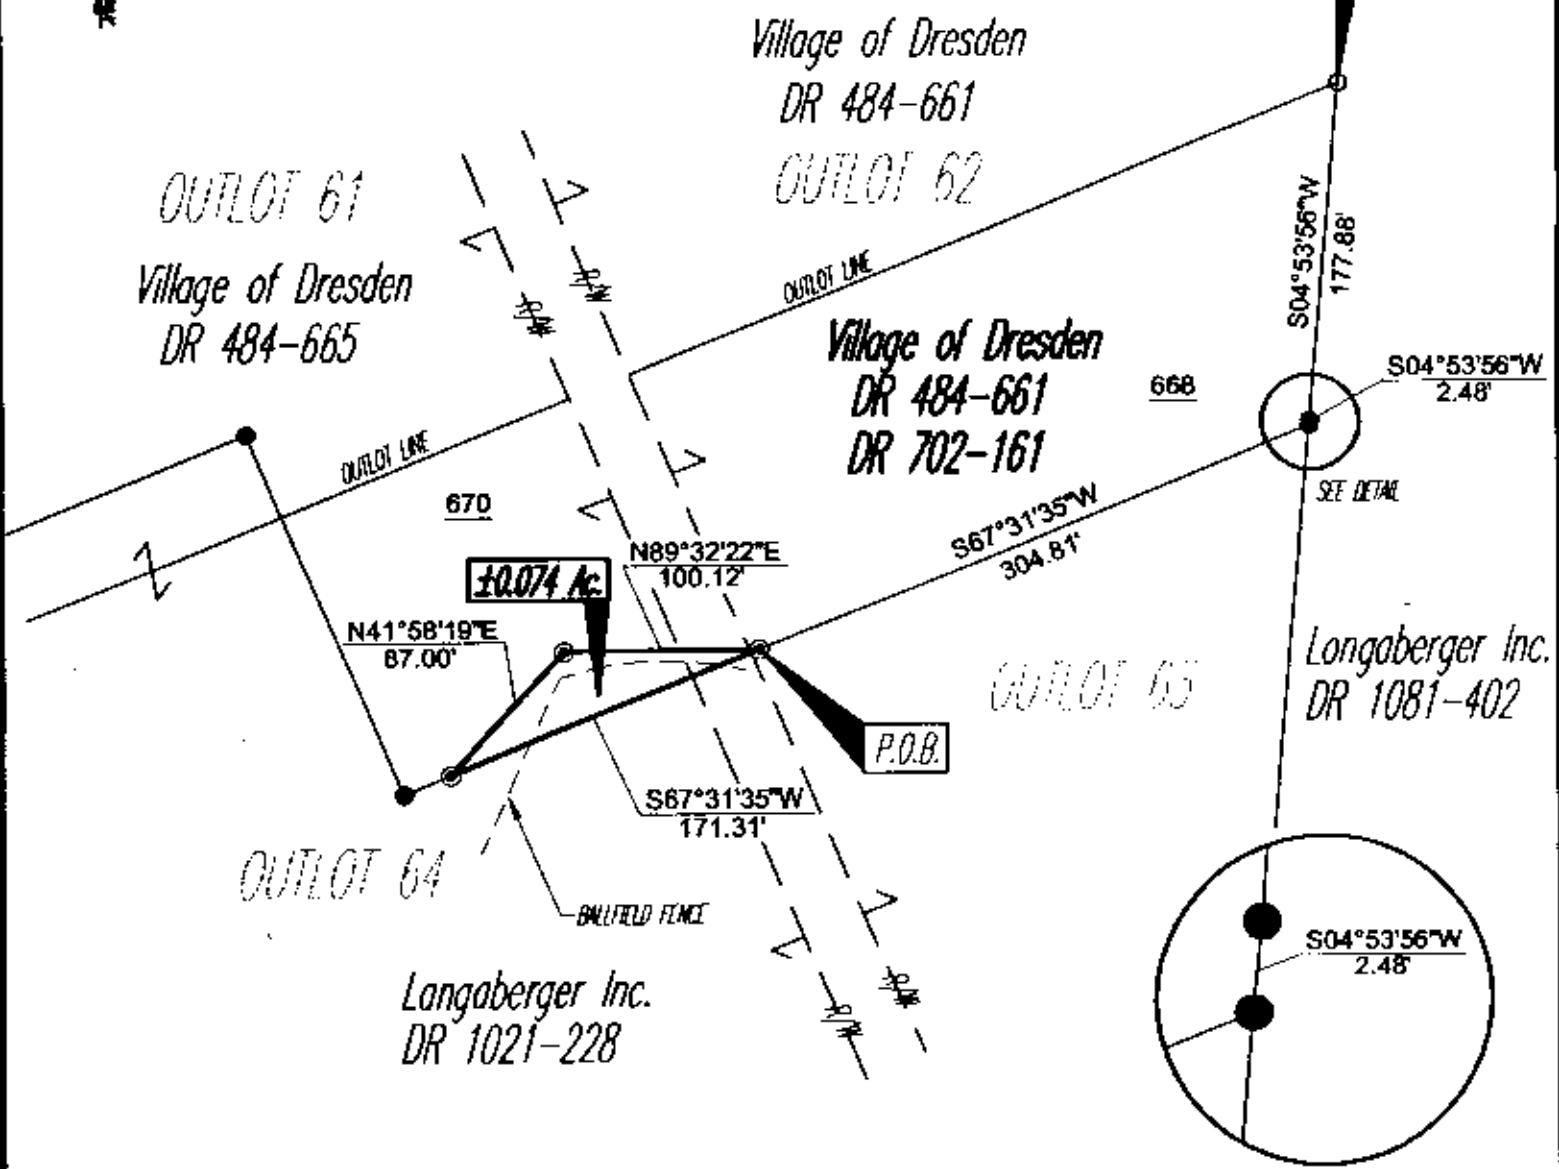 Village of Dresden
DR 484-661
OUTLOT 62
OUTLOT 61
Village of Dresden
DR 484-665
OUTLOT LINE
S04°53'56"W
177.88'
R/W
R/W
Village of Dresden
DR 484-661
DR 702-161
668
S04°53'56"W
2.48'
SEE DETAIL
OUTLOT LINE
670
S67°31'35"W
304.81'
N89°32'22"E
100.12'
±0.074 Ac.
N41°58'19"E
87.00'
Longaberger Inc.
DR 1081-402
OUTLOT 65
P.O.B.
S67°31'35"W
171.31'
OUTLOT 64
BALLFIELD FENCE
S04°53'56"W
2.48'
Longaberger Inc.
DR 1021-228
R/W
R/W